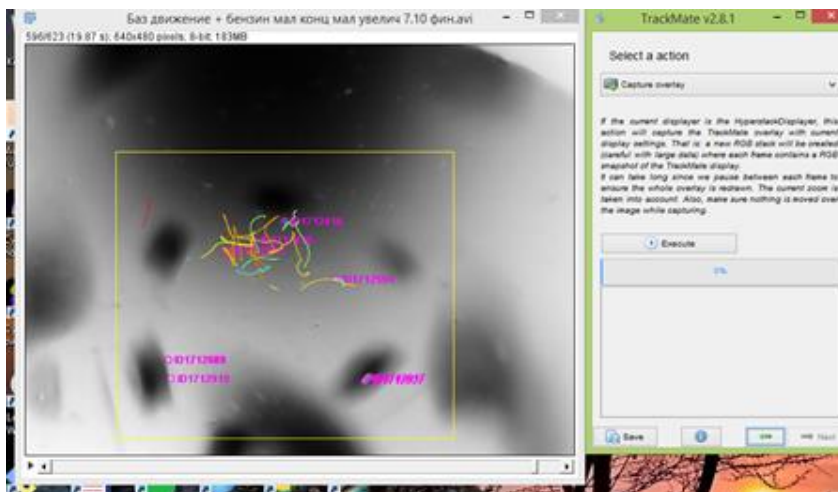 Баз движение + бензин мал конц мал увелич 7.10 фин.avi
596/623 (19.87 s); 640x480 pixels; 8-bit; 183MB
ID1712689
ID1712919
TrackMate v2.8.1
Select a action
Capture overlay
If the current displayer is the HyperstackDisplayer, this
action will capture the TrackMate overlay with current
display settings. That is: a new RGB stack will be created
(careful with large data) where each frame contains a RGB
snapshot of the TrackMate display.
It can take long since we pause between each frame to
ensure the whole overlay is redrawn. The current zoom is
taken into account. Also, make sure nothing is moved over
the image while capturing.
Execute
0%
Save
Next